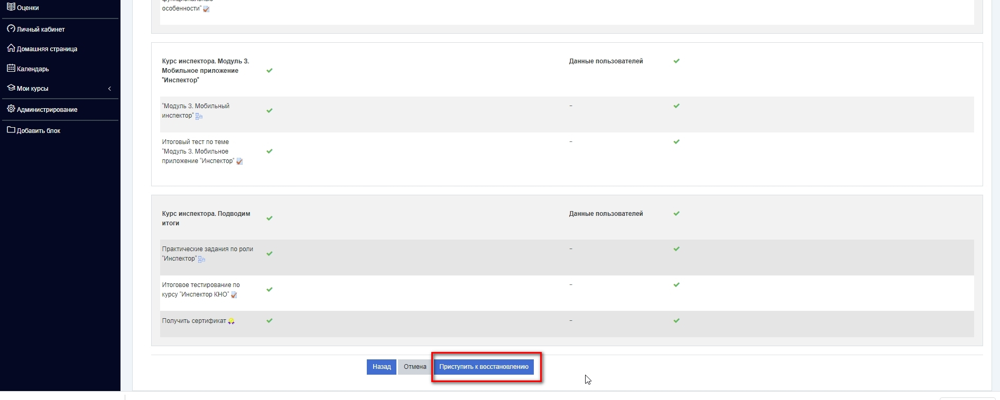 Оценки
Личный кабинет
Домашняя страница
Календарь
Мои курсы
Администрирование
Добавить блок
особенности"
Курс инспектора. Модуль 3.
Мобильное приложение
"Инспектор"
Данные пользователей
"Модуль 3. Мобильный
инспектор"
-
Итоговый тест по теме
"Модуль 3. Мобильное
приложение "Инспектор"
-
Курс инспектора. Подводим
итоги
Данные пользователей
Практические задания по роли
"Инспектор"
-
Итоговое тестирование по
курсу "Инспектор КНО"
-
Получить сертификат
-
Назад
Отмена
Приступить к восстановлению